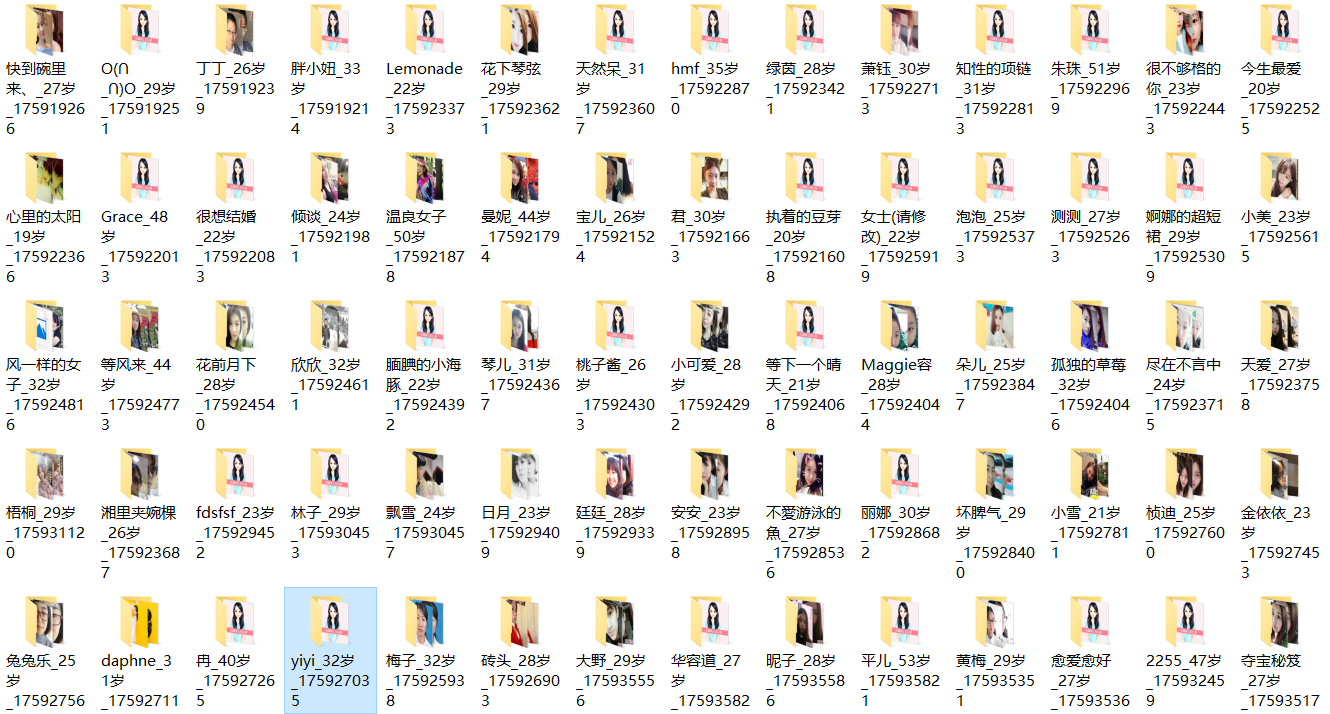 快到碗里来、_27岁_175919266
O(∩_∩)O_29岁_175919251
丁丁_26岁_175919239
胖小妞_33岁_175919214
Lemonade_22岁_175923373
花下琴弦_29岁_175923621
天然呆_31岁_175923607
hmf_35岁_175922870
绿茵_28岁_175923421
萧钰_30岁_175922713
知性的项链_31岁_175922813
朱珠_51岁_175922969
很不够格的你_23岁_175922443
今生最爱_20岁_175922525
心里的太阳_19岁_175922366
Grace_48岁_175922013
很想结婚_22岁_175922083
倾谈_24岁_175921981
温良女子_50岁_175921878
曼妮_44岁_175921794
宝儿_26岁_175921524
君_30岁_175921663
执着的豆芽_20岁_175921608
女士(请修改)_22岁_175925919
泡泡_25岁_175925373
测测_27岁_175925263
婀娜的超短裙_29岁_175925309
小美_23岁_175925615
风一样的女子_32岁_175924816
等风来_44岁_175924773
花前月下_28岁_175924540
欣欣_32岁_175924611
腼腆的小海豚_22岁_175924392
琴儿_31岁_175924367
桃子酱_26岁_175924303
小可爱_28岁_175924292
等下一个晴天_21岁_175924068
Maggie容_28岁_175924044
朵儿_25岁_175923847
孤独的草莓_32岁_175924046
尽在不言中_24岁_175923715
天爱_27岁_175923758
梧桐_29岁_175931120
湘里夹婉棵_26岁_175923687
fdsfsf_23岁_175929452
林子_29岁_175930453
飘雪_24岁_175930457
日月_23岁_175929409
廷廷_28岁_175929339
安安_23岁_175928958
不爱游泳的魚_27岁_175928536
丽娜_30岁_175928682
坏脾气_29岁_175928400
小雪_21岁_175927811
桢迪_25岁_175927600
金依依_23岁_175927453
兔兔乐_25岁_17592756
daphne_31岁_17592711
冉_40岁_175927265
yiyi_32岁_175927035
梅子_32岁_175925938
砖头_28岁_175926903
大野_29岁_175935556
华容道_27岁_17593582
昵子_28岁_175935586
平儿_53岁_175935821
黄梅_29岁_175935351
愈爱愈好_27岁_17593536
2255_47岁_175932459
夺宝秘笈_27岁_17593517